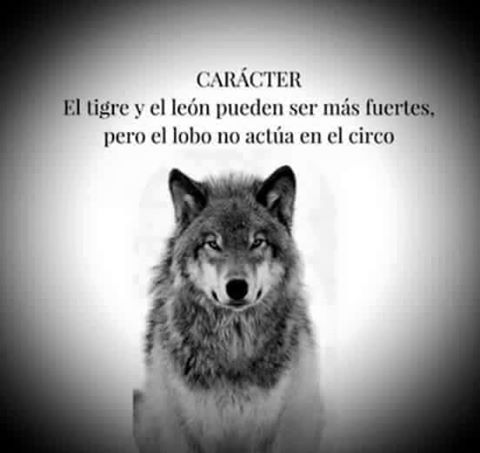 CARÁCTER
El tigre y el león pueden ser más fuertes,
pero el lobo no actúa en el circo